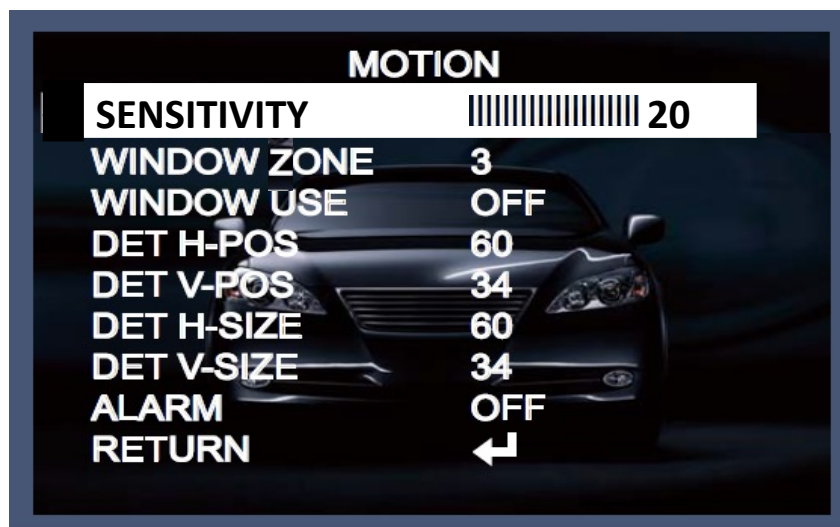 MOTION
SENSITIVITY 20
WINDOW ZONE 3
WINDOW USE OFF
DET H-POS 60
DET V-POS 34
DET H-SIZE 60
DET V-SIZE 34
ALARM OFF
RETURN ↵